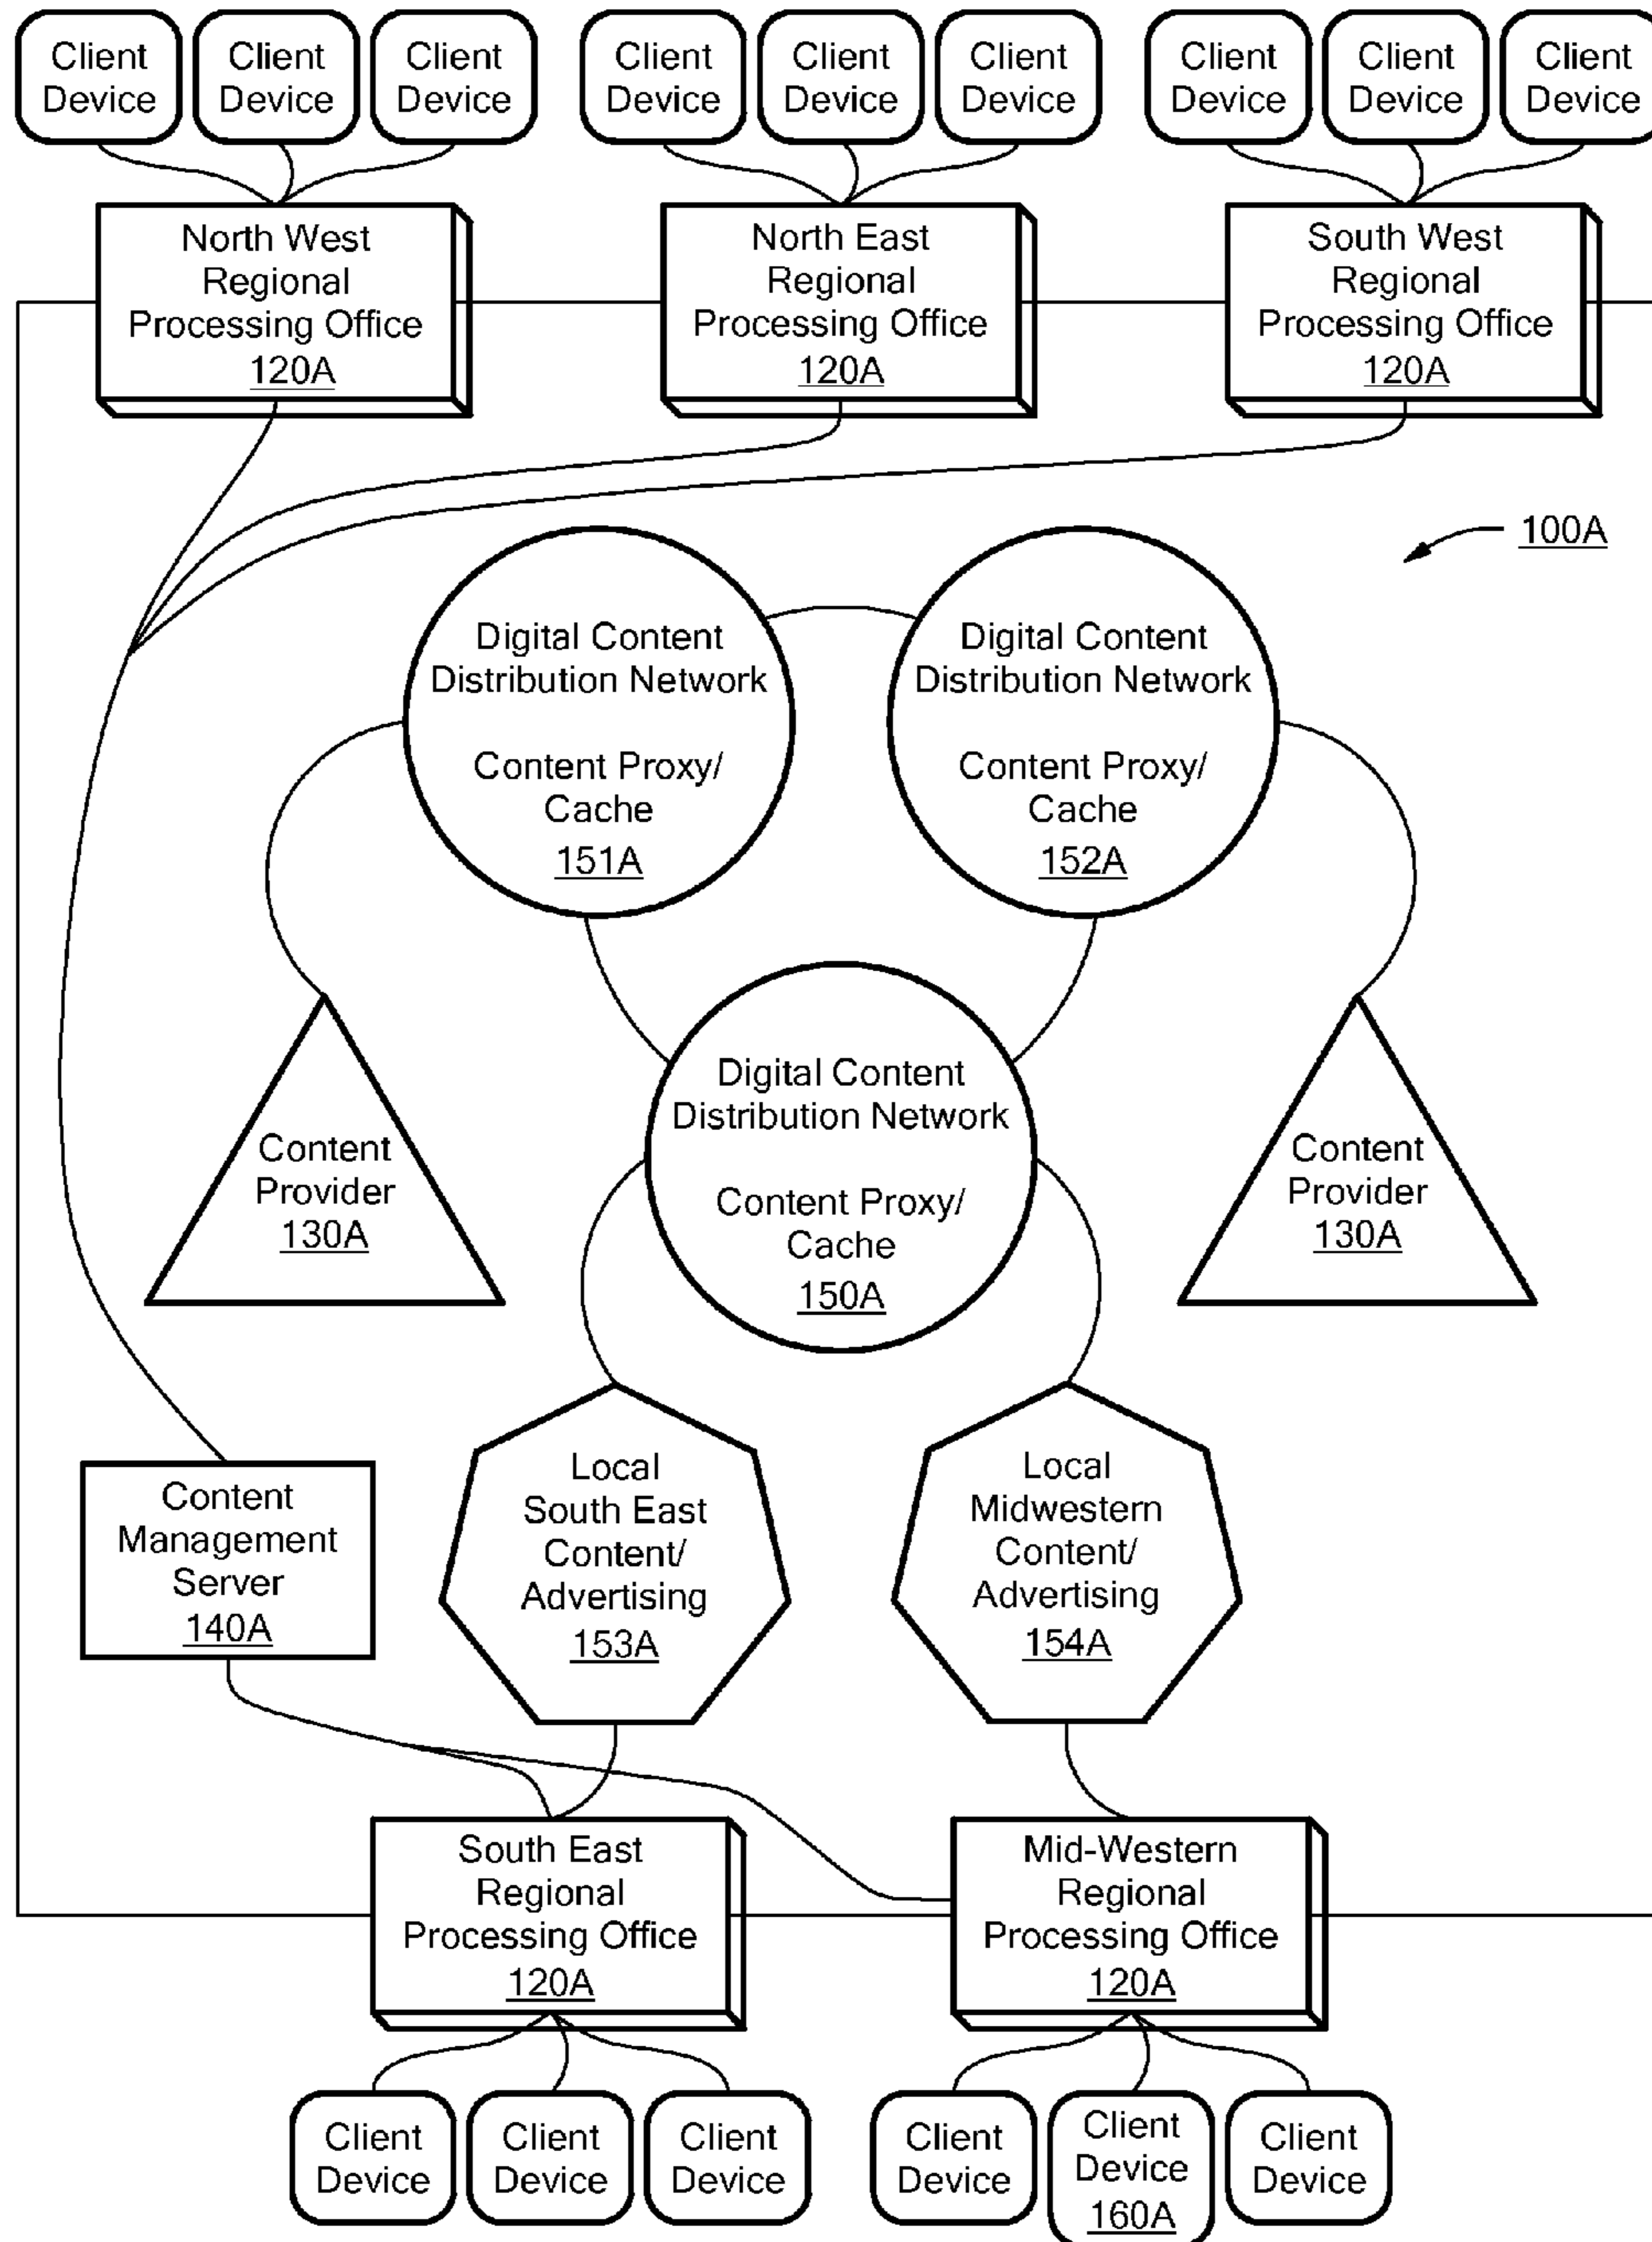 Client
Device
Client
Device
Client
Device
Client
Device
Client
Device
Client
Device
Client
Device
Client
Device
Client
Device
North West
Regional
Processing Office
120A
North East
Regional
Processing Office
120A
South West
Regional
Processing Office
120A
100A
Digital Content
Distribution Network
Content Proxy/
Cache
151A
Digital Content
Distribution Network
Content Proxy/
Cache
152A
Content
Provider
130A
Digital Content
Distribution Network
Content Proxy/
Cache
150A
Content
Provider
130A
Content
Management
Server
140A
Local
South East
Content/
Advertising
153A
Local
Midwestern
Content/
Advertising
154A
South East
Regional
Processing Office
120A
Mid-Western
Regional
Processing Office
120A
Client
Device
Client
Device
Client
Device
Client
Device
Client
Device
160A
Client
Device